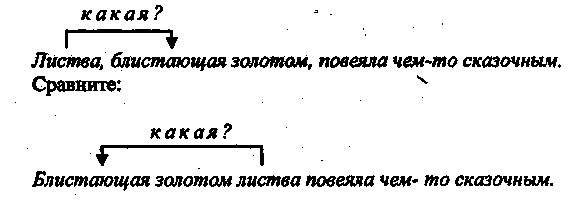 какая?
Листва, блистающая золотом, повеяла чем-то сказочным.
Сравните:
какая?
Блистающая золотом листва повеяла чем- то сказочным.